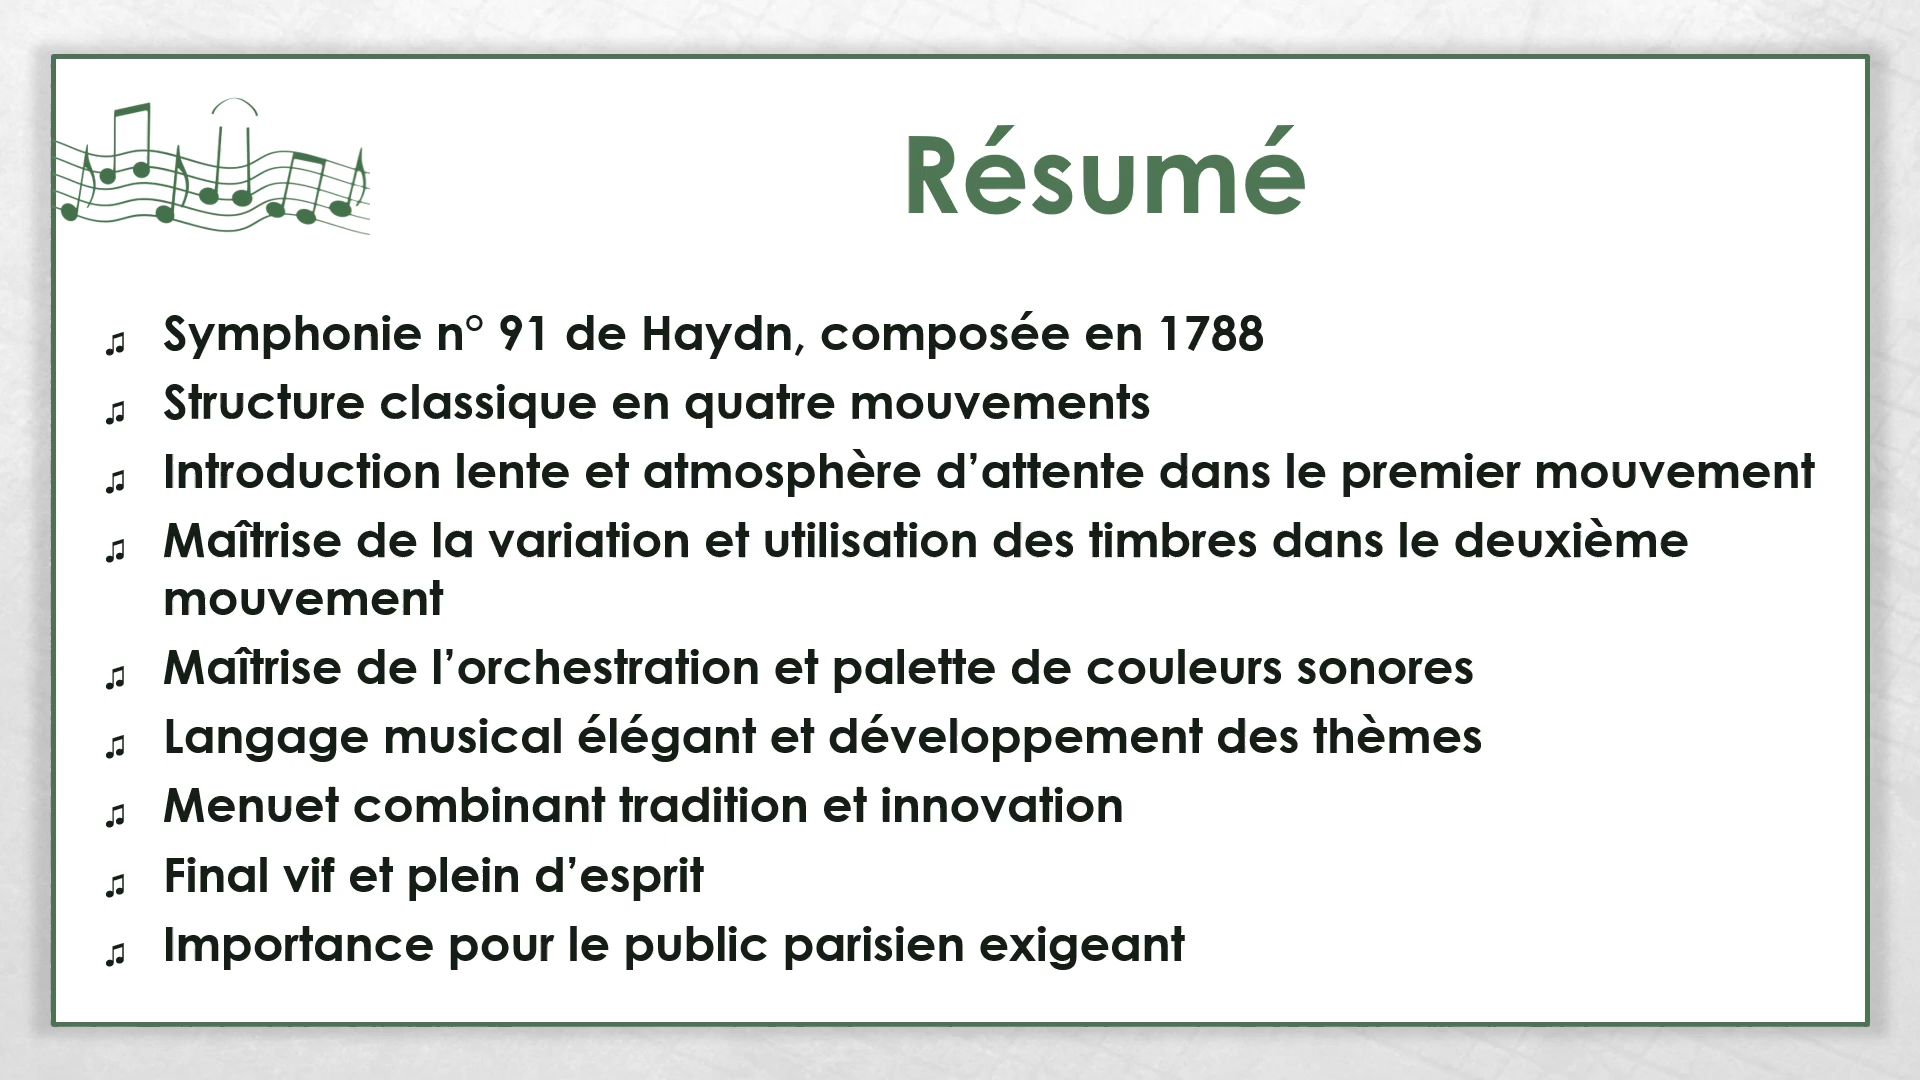 Résumé
♫ Symphonie n° 91 de Haydn, composée en 1788
♫ Structure classique en quatre mouvements
♫ Introduction lente et atmosphère d’attente dans le premier mouvement
♫ Maîtrise de la variation et utilisation des timbres dans le deuxième
mouvement
♫ Maîtrise de l’orchestration et palette de couleurs sonores
♫ Langage musical élégant et développement des thèmes
♫ Menuet combinant tradition et innovation
♫ Final vif et plein d’esprit
♫ Importance pour le public parisien exigeant